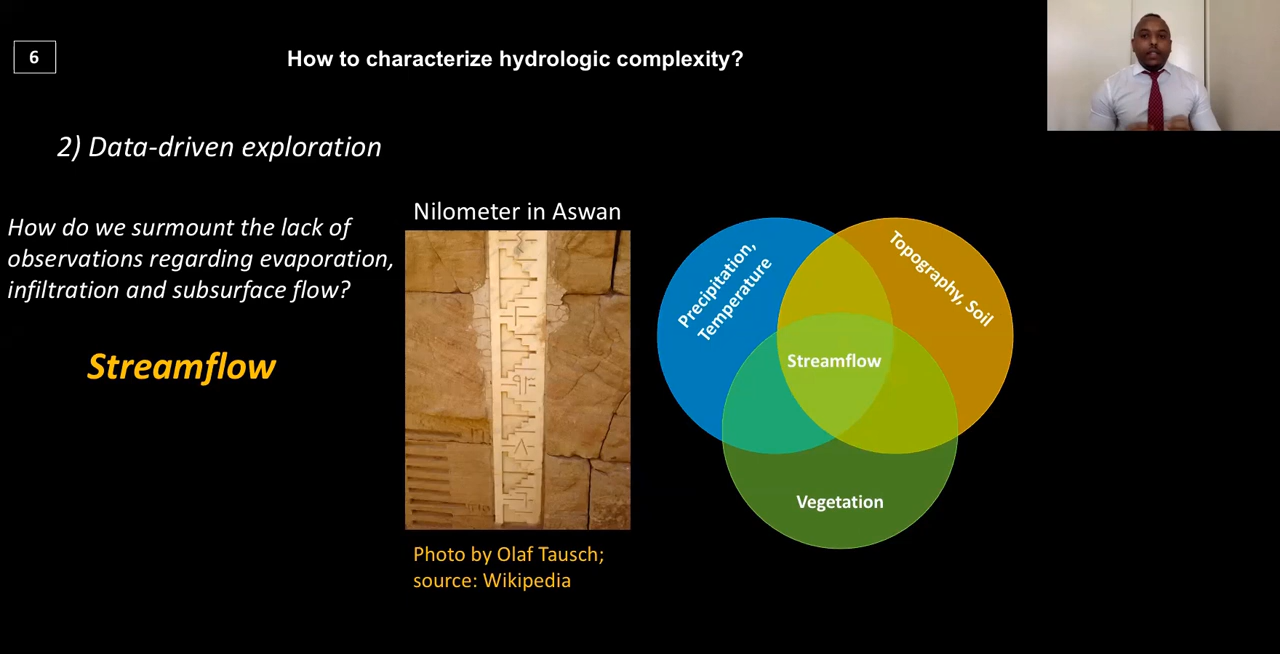 6
How to characterize hydrologic complexity?
2) Data-driven exploration
How do we surmount the lack of
observations regarding evaporation,
infiltration and subsurface flow?
Streamflow
Nilometer in Aswan
Photo by Olaf Tausch;
source: Wikipedia
Precipitation,
Temperature
Topography, Soil
Streamflow
Vegetation